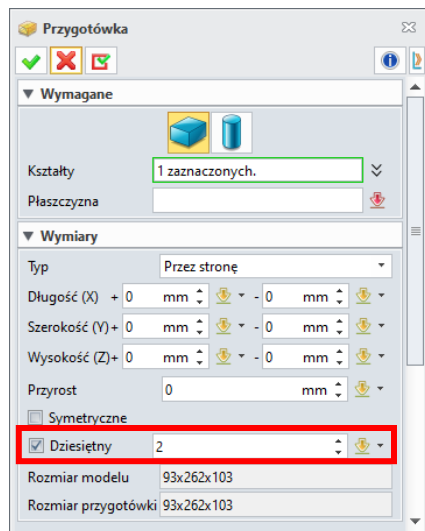 Przygotówka
Wymagane
Kształty 1 zaznaczonych.
Płaszczyzna
Wymiary
Typ Przez stronę
Długość (X) + 0 mm - 0 mm
Szerokość (Y)+ 0 mm - 0 mm
Wysokość (Z)+ 0 mm - 0 mm
Przyrost 0 mm
Symetryczne
Dziesiętny 2
Rozmiar modelu 93x262x103
Rozmiar przygotówki 93x262x103